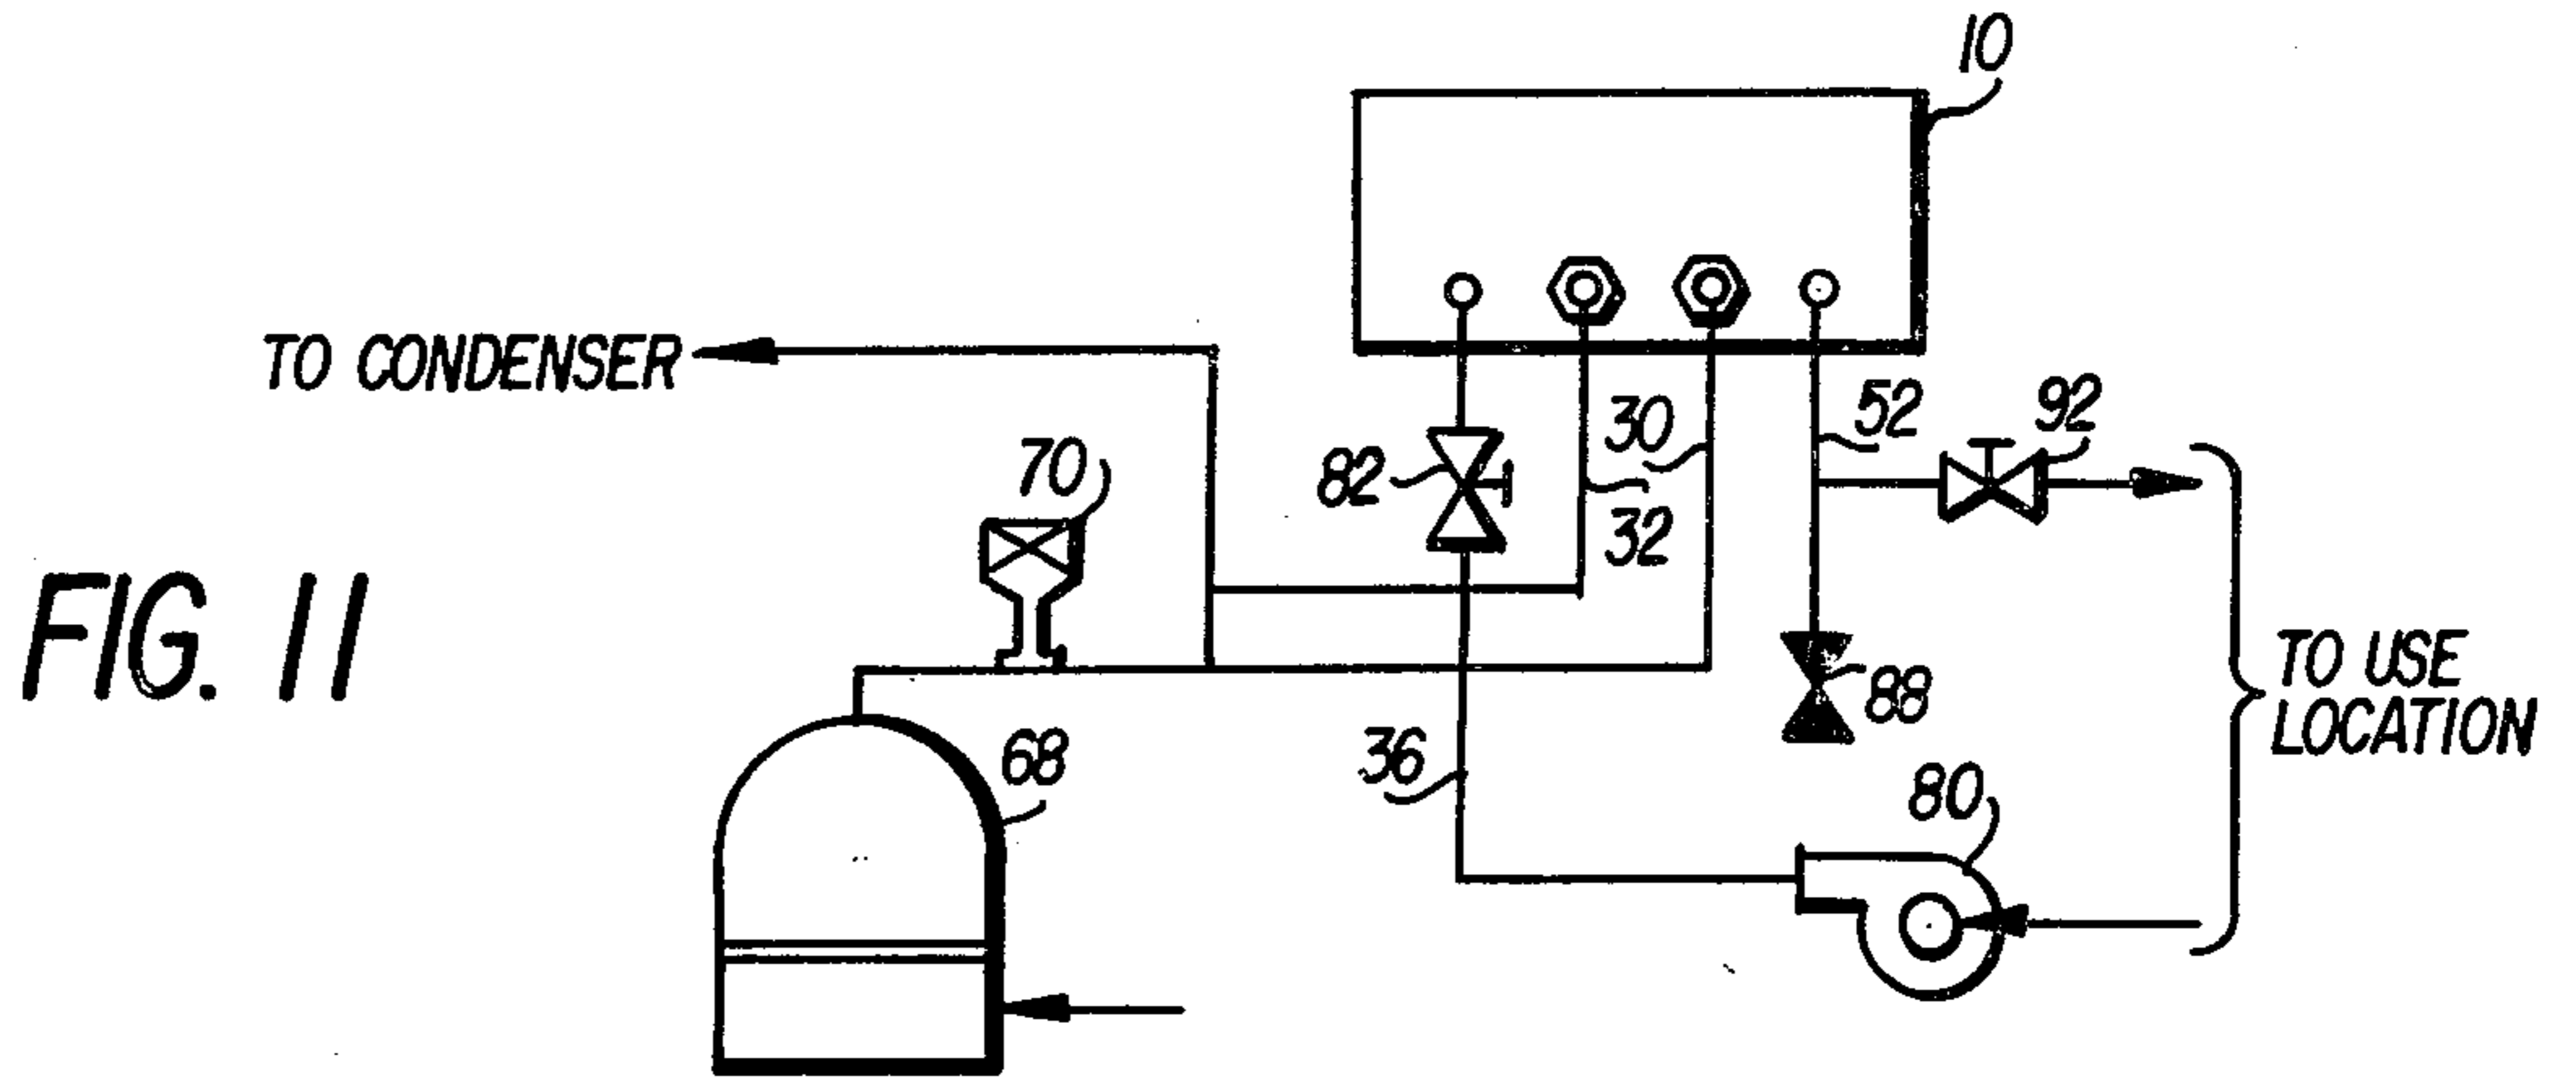 10
TO CONDENSER
70
82
30
32
52
92
FIG. 11
68
36
88
80
TO USE
LOCATION